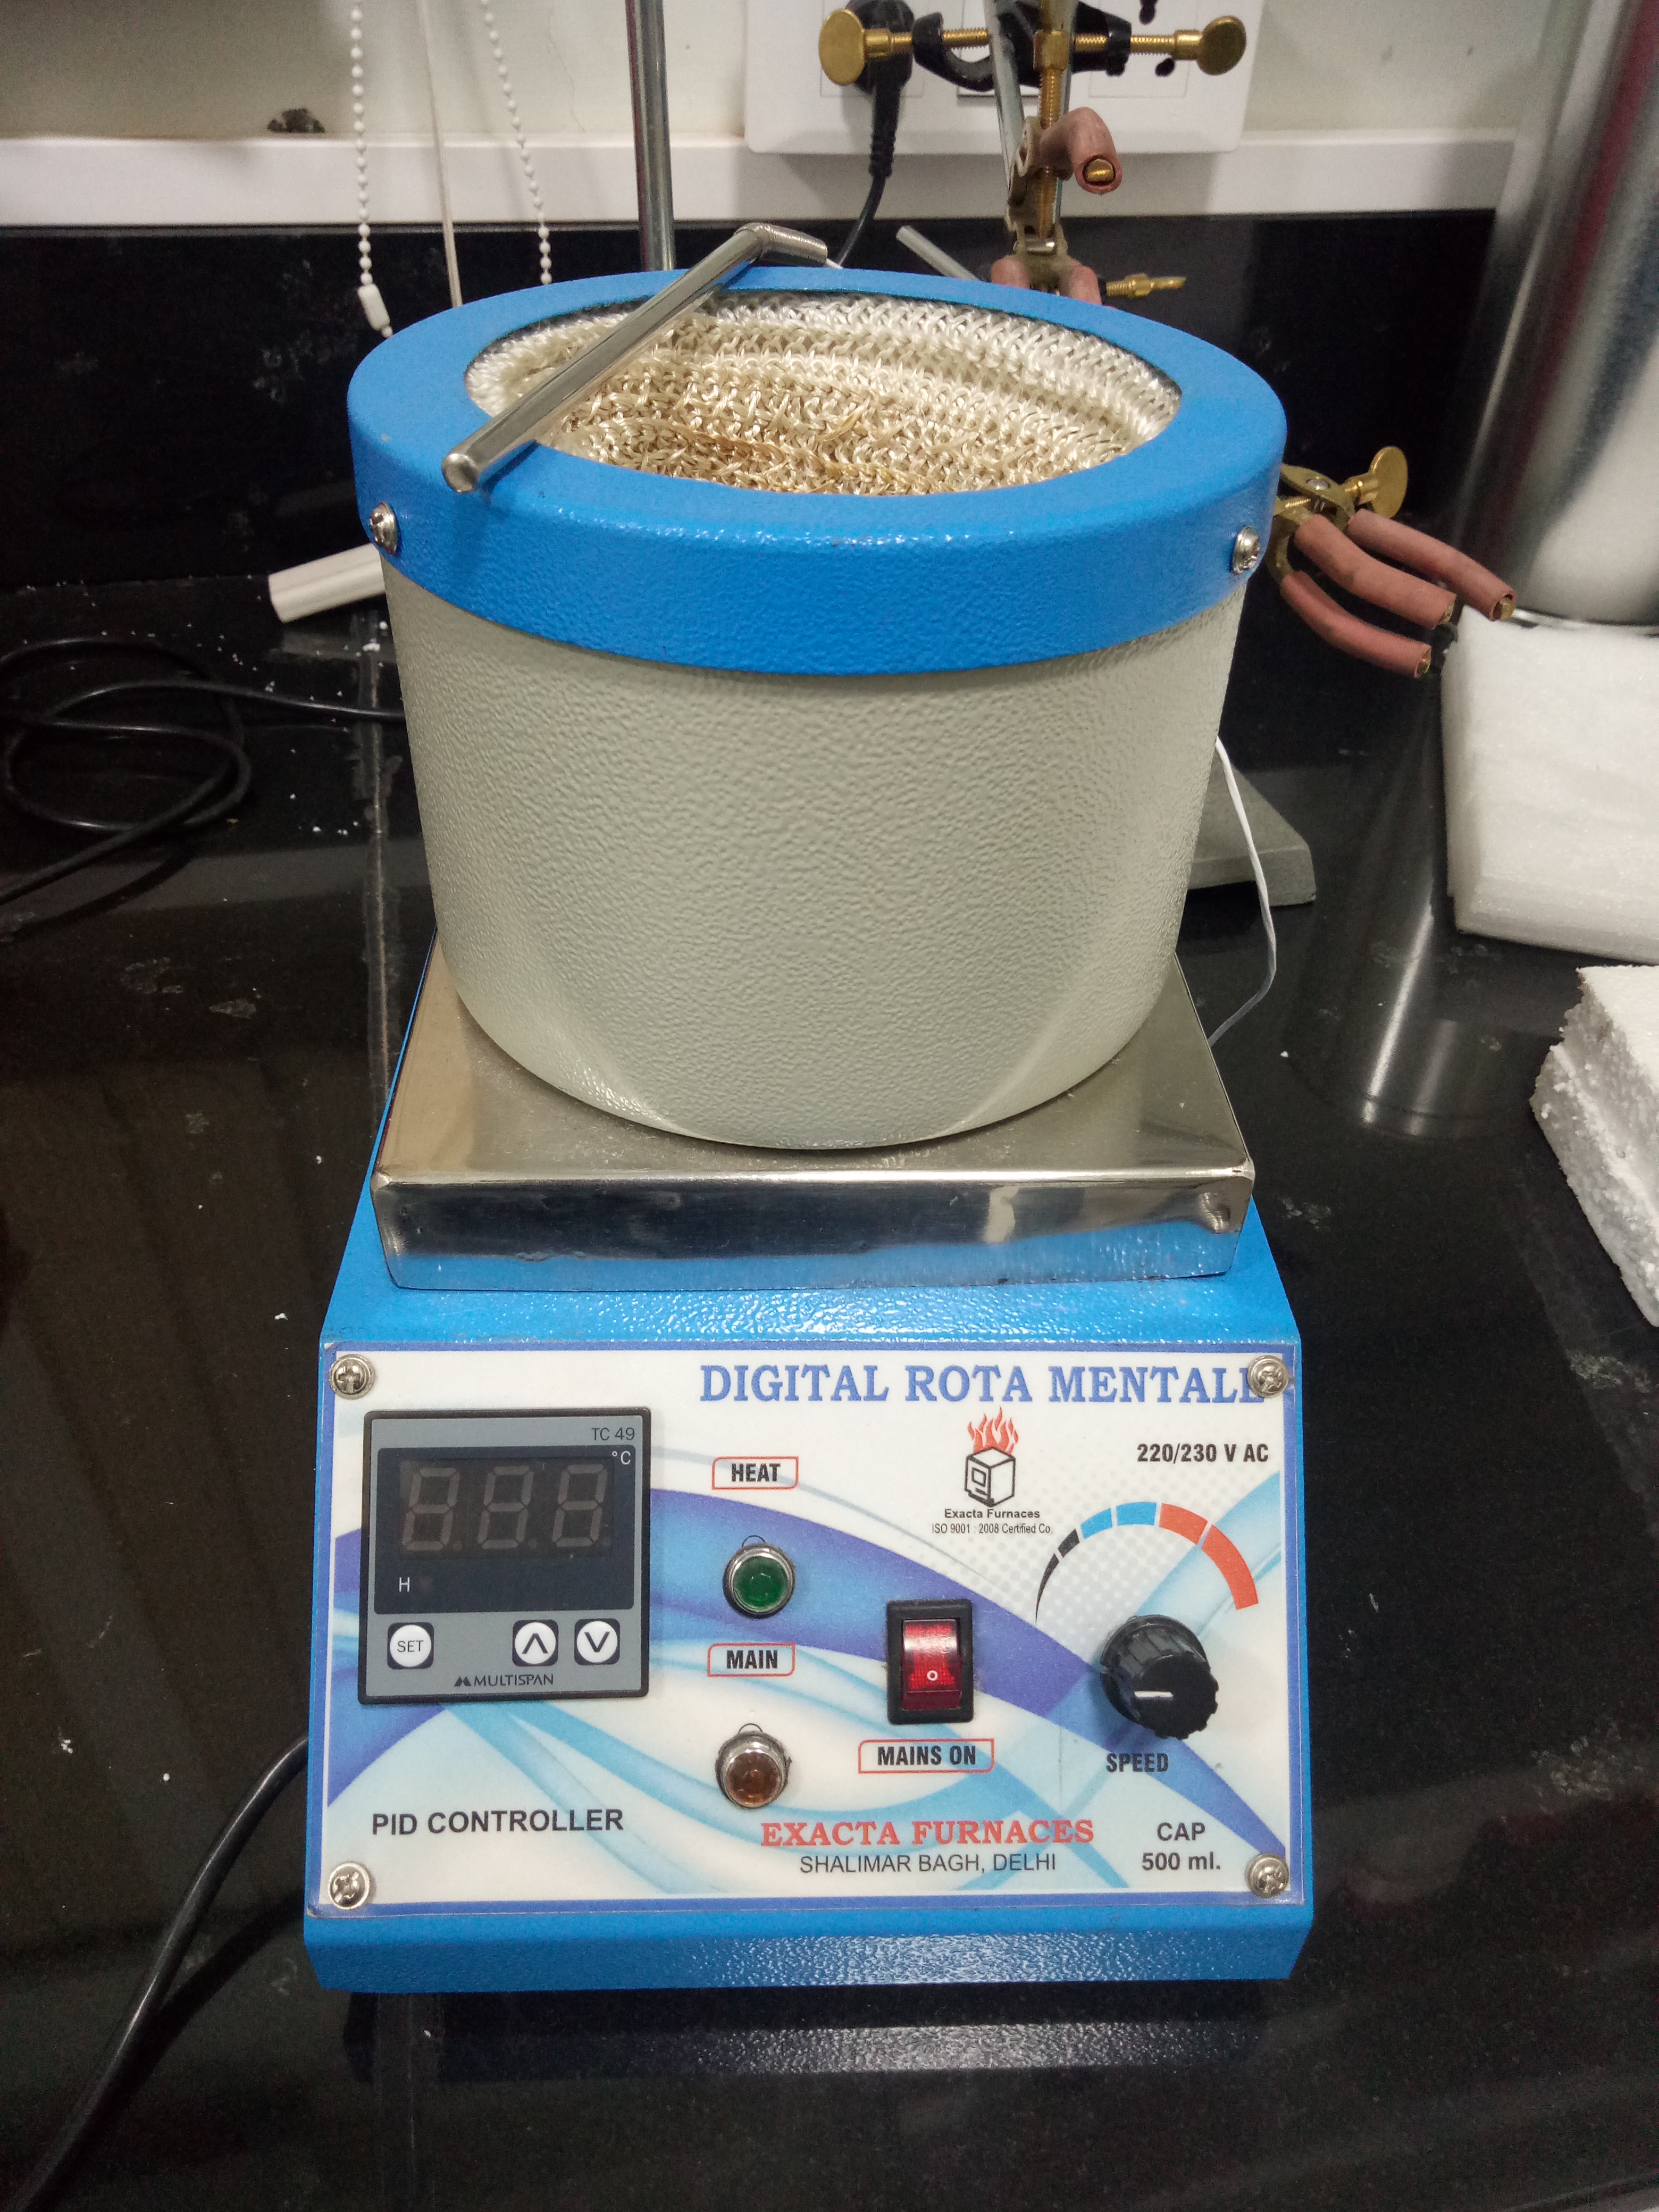 DIGITAL ROTA MENTALE
TC 49
°C
888
H
SET
MULTISPAN
HEAT
MAIN
Exacta Furnaces
ISO 9001 : 2008 Certified Co.
220/230 V AC
MAINS ON
SPEED
PID CONTROLLER
EXACTA FURNACES
SHALIMAR BAGH, DELHI
CAP
500 ml.